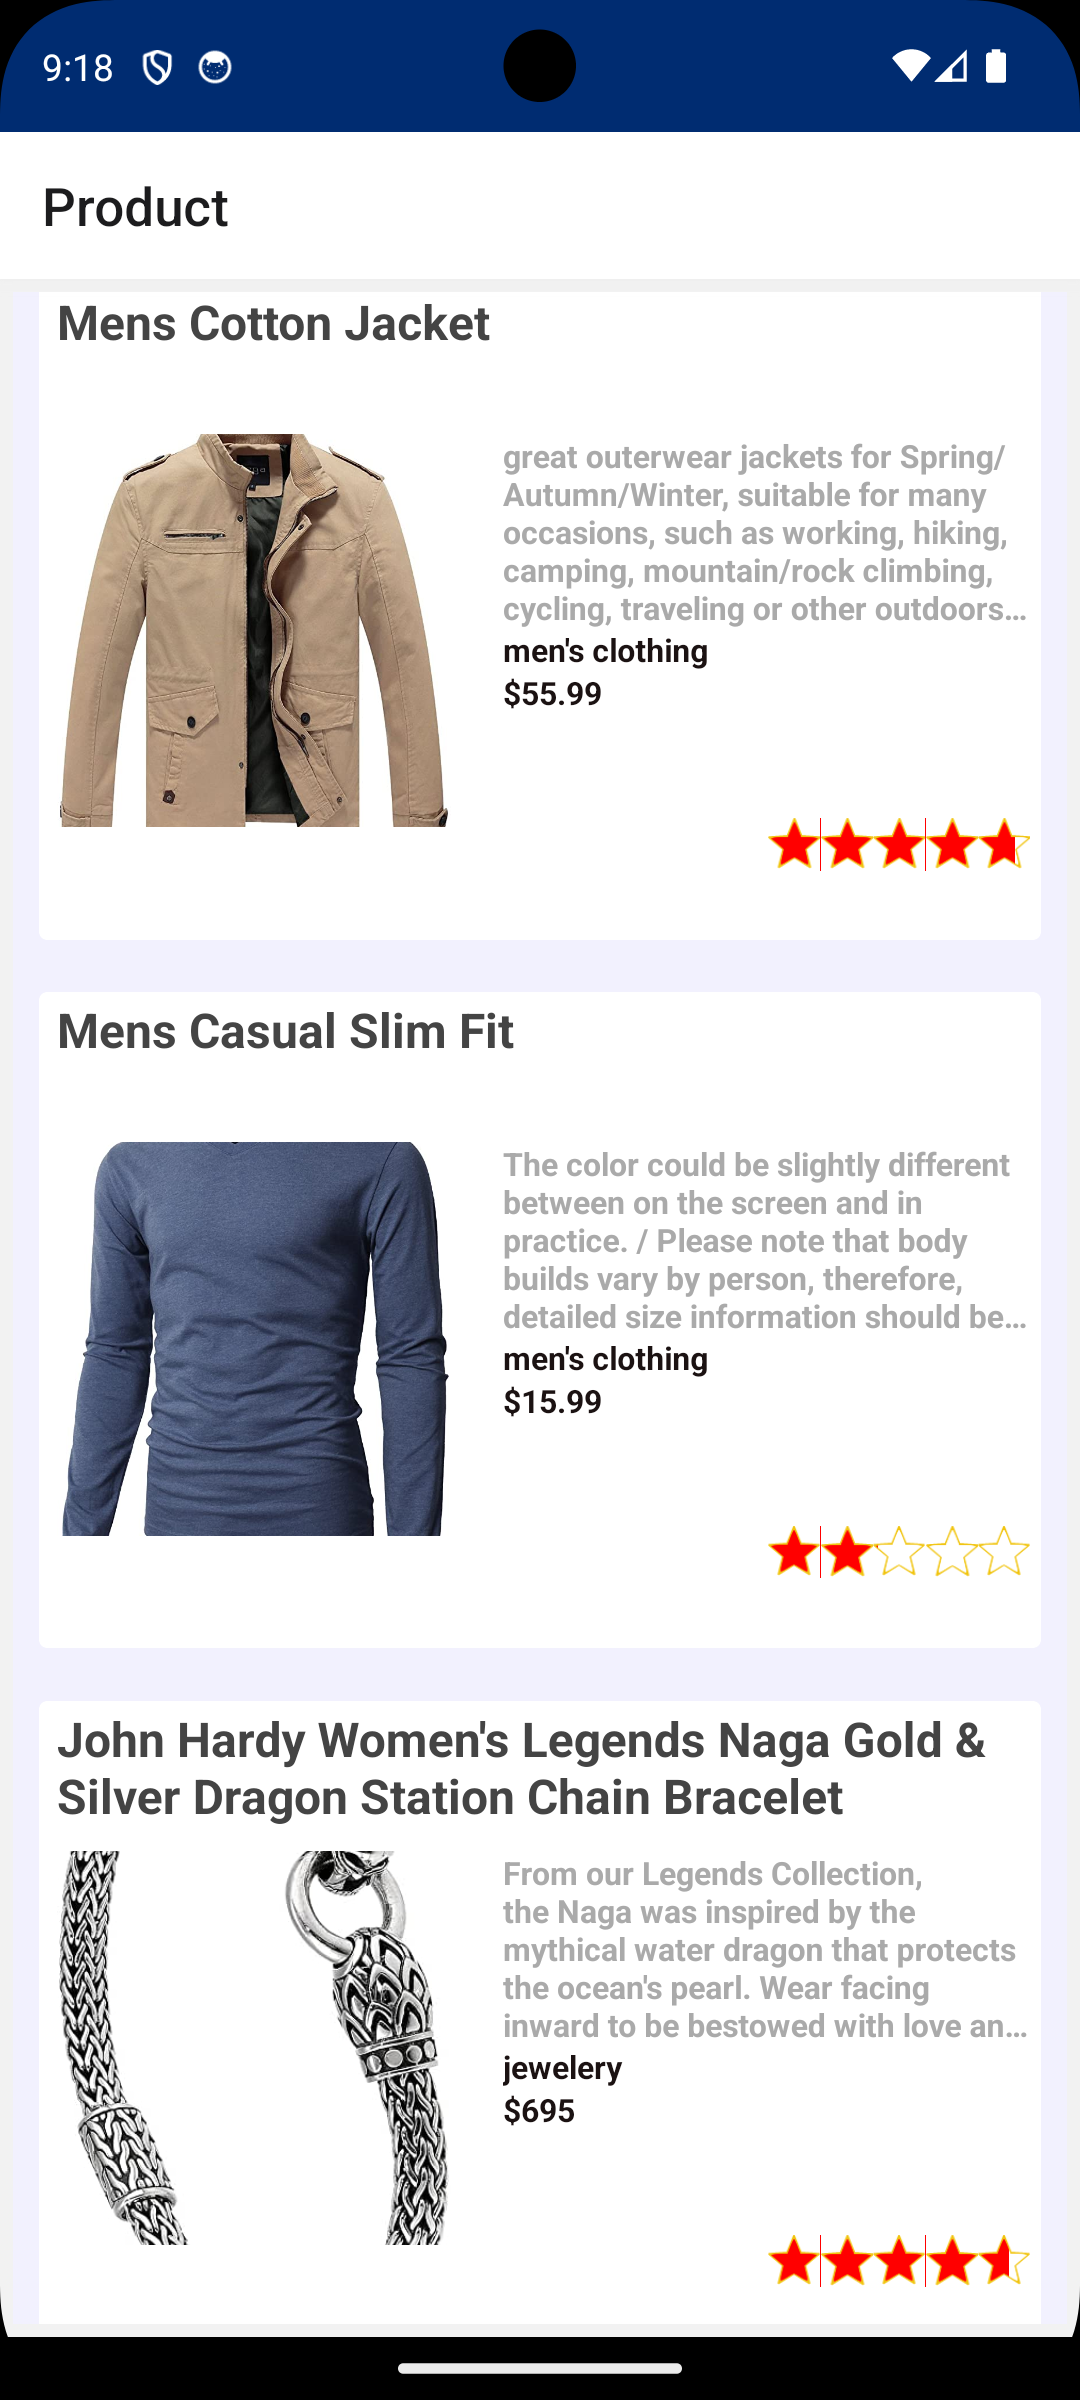 9:18
Product
Mens Cotton Jacket
great outerwear jackets for Spring/
Autumn/Winter, suitable for many
occasions, such as working, hiking,
camping, mountain/rock climbing,
cycling, traveling or other outdoors…
men's clothing
$55.99
Mens Casual Slim Fit
The color could be slightly different
between on the screen and in
practice. / Please note that body
builds vary by person, therefore,
detailed size information should be…
men's clothing
$15.99
John Hardy Women's Legends Naga Gold &
Silver Dragon Station Chain Bracelet
From our Legends Collection,
the Naga was inspired by the
mythical water dragon that protects
the ocean's pearl. Wear facing
inward to be bestowed with love an…
jewelery
$695